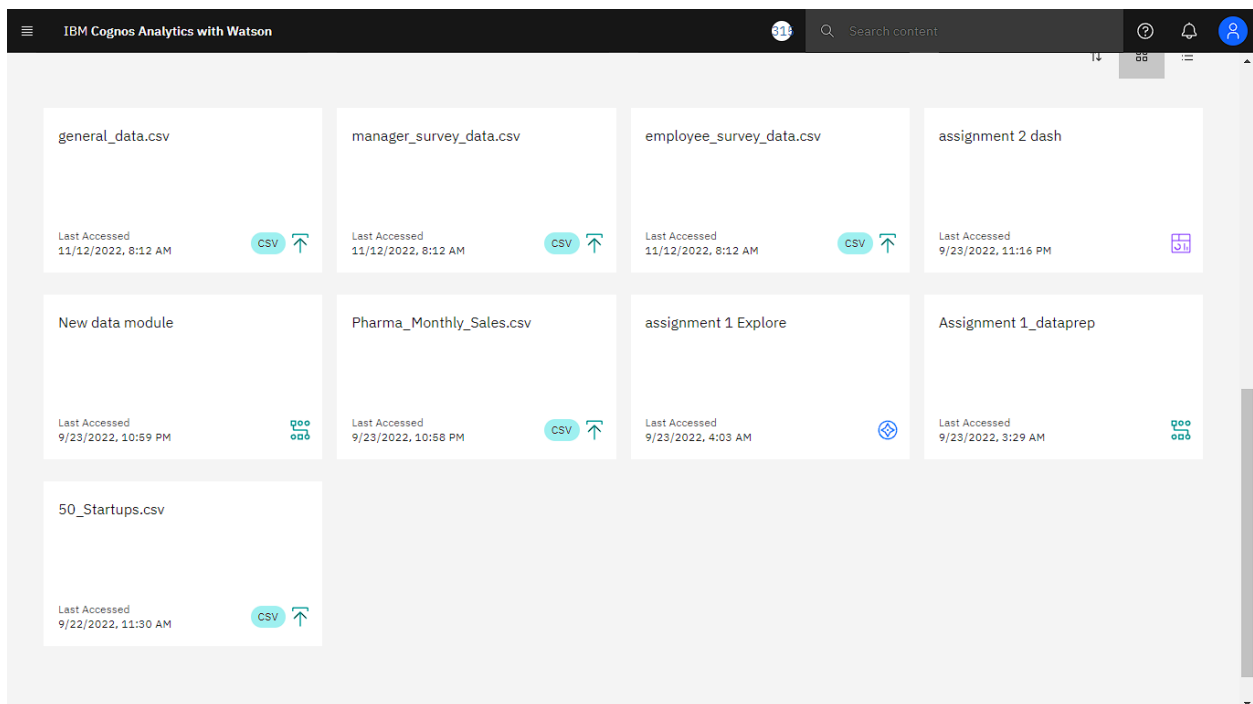 IBM Cognos Analytics with Watson
Search content
general_data.csv
Last Accessed
11/12/2022, 8:12 AM
CSV
manager_survey_data.csv
Last Accessed
11/12/2022, 8:12 AM
CSV
employee_survey_data.csv
Last Accessed
11/12/2022, 8:12 AM
CSV
assignment 2 dash
Last Accessed
9/23/2022, 11:16 PM
New data module
Last Accessed
9/23/2022, 10:59 PM
Pharma_Monthly_Sales.csv
Last Accessed
9/23/2022, 10:58 PM
CSV
assignment 1 Explore
Last Accessed
9/23/2022, 4:03 AM
Assignment 1_dataprep
Last Accessed
9/23/2022, 3:29 AM
50_Startups.csv
Last Accessed
9/22/2022, 11:30 AM
CSV